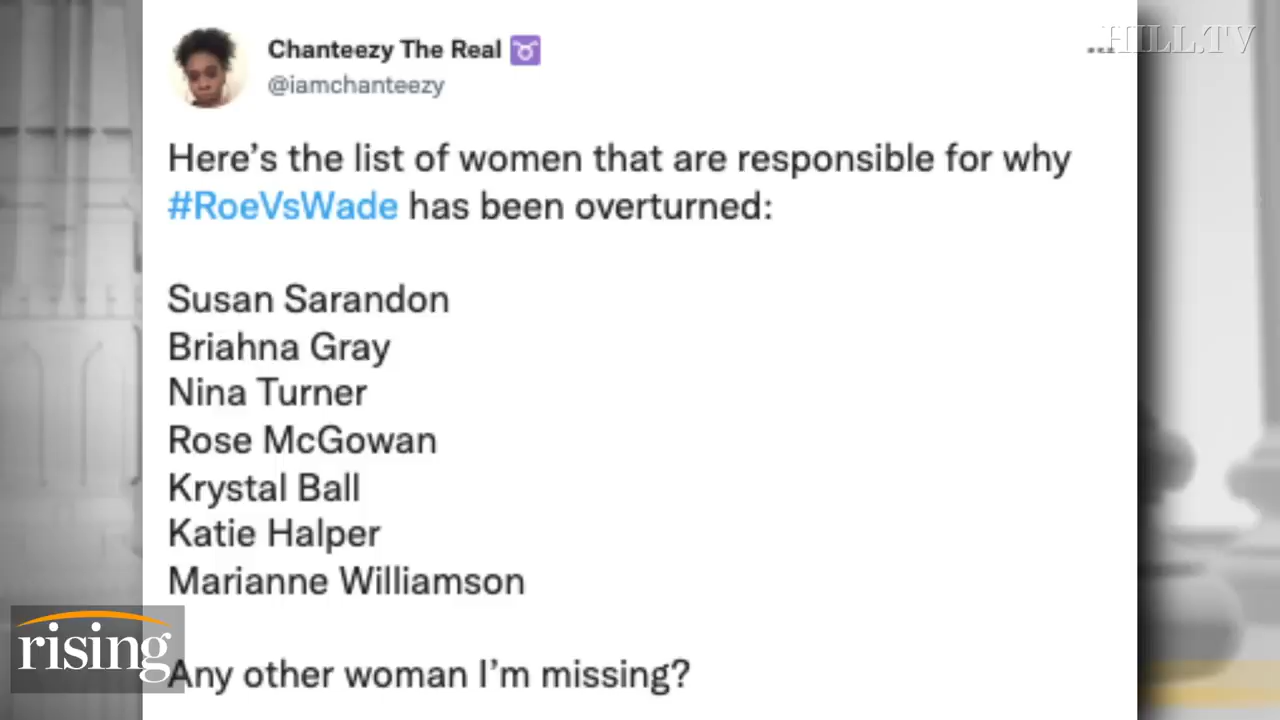 Chanteezy The Real ♉
@iamchanteezy
...HILL.TV
Here’s the list of women that are responsible for why
#RoeVsWade has been overturned:
Susan Sarandon
Briahna Gray
Nina Turner
Rose McGowan
Krystal Ball
Katie Halper
Marianne Williamson
Any other woman I’m missing?
rising